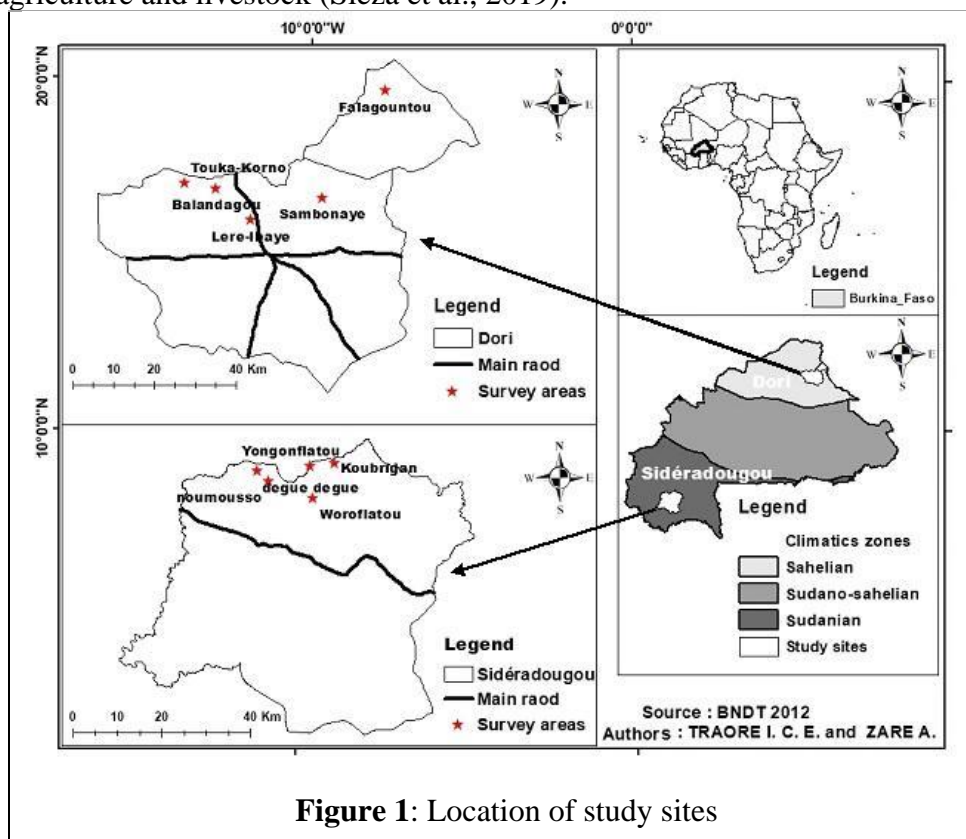 agriculture and livestock (Sieza et al., 2019).
10°0'0"W
0°0'0"
20°0'0"N
10°0'0"N
N
W
E
S
Falagountou
Touka-Korno
Balandagou
Sambonaye
Lere-Ibaye
Legend
Dori
Main raod
Survey areas
0 10 20 40 Km
N
W
E
S
Legend
Burkina_Faso
N
W
E
S
Yongonflatou
Koubrigan
degue degue
noumousso
Woroflatou
Legend
Sidéradougou
Main raod
Survey areas
0 10 20 40 Km
N
W
E
S
Dori
Sidéradougou
Legend
Climatics zones
Sahelian
Sudano-sahelian
Sudanian
Study sites
Source : BNDT 2012
Authors : TRAORE I. C. E. and ZARE A.
Figure 1: Location of study sites